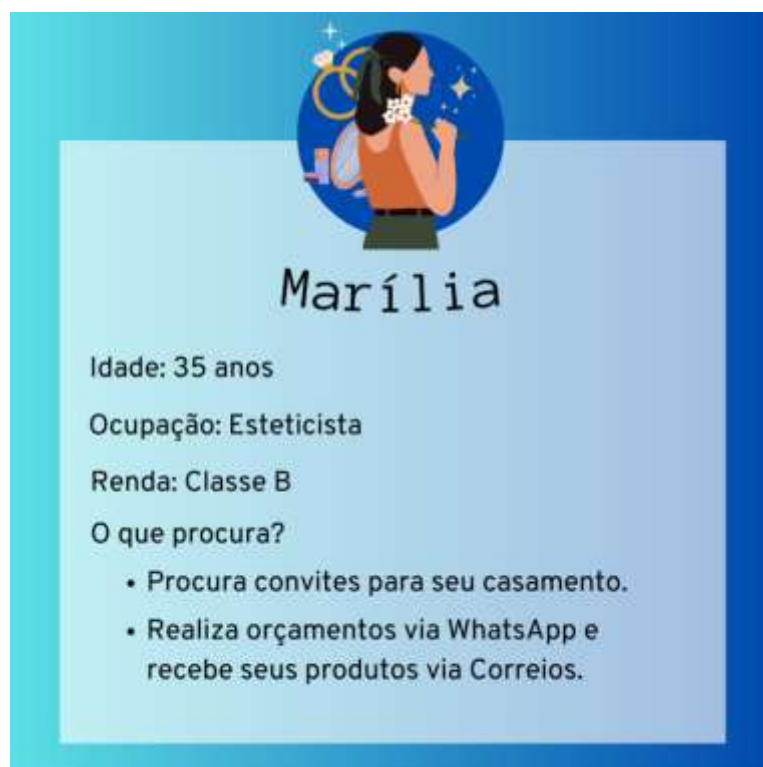 Marília
Idade: 35 anos
Ocupação: Esteticista
Renda: Classe B
O que procura?
• Procura convites para seu casamento.
• Realiza orçamentos via WhatsApp e
recebe seus produtos via Correios.